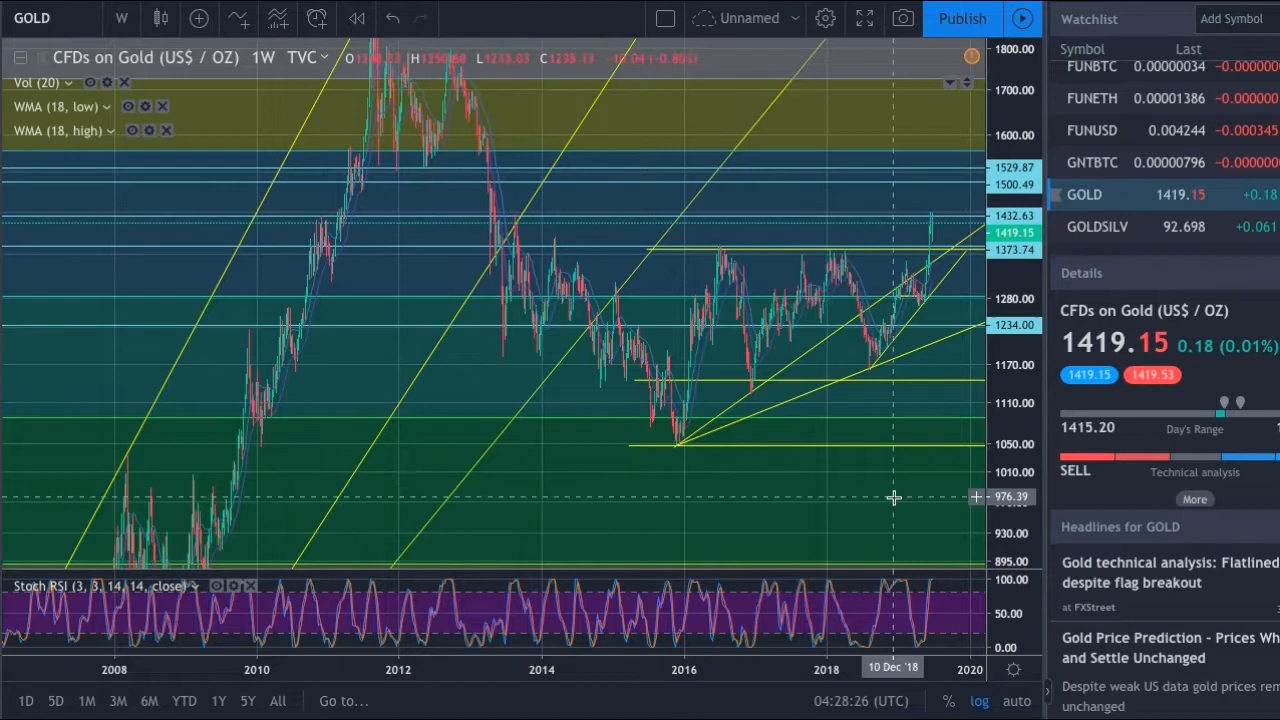 GOLD W Unnamed Publish
CFDs on Gold (US$ / OZ) 1W TVC
Vol (20)
WMA (18, low)
WMA (18, high)
1800.00
1700.00
1600.00
1529.87
1500.49
1432.63
1419.15
1373.74
1280.00
1234.00
1170.00
1110.00
1050.00
1010.00
976.39
930.00
895.00
Stoch RSI (3, 3, 14, 14, close)
100.00
50.00
0.00
2008 2010 2012 2014 2016 2018 10 Dec '18 2020
1D 5D 1M 3M 6M YTD 1Y 5Y All Go to... 04:28:26 (UTC) % log auto
Watchlist Add Symbol
Symbol Last
FUNBTC 0.00000034 -0.0000000
FUNETH 0.00001386 -0.000000
FUNUSD 0.004244 -0.000345
GNTBTC 0.00000796 -0.000000
GOLD 1419.15 +0.18
GOLDSILV 92.698 +0.061
Details
CFDs on Gold (US$ / OZ)
1419.15 0.18 (0.01%)
1419.15 1419.53
1415.20 Day's Range
SELL Technical analysis
More
Headlines for GOLD
Gold technical analysis: Flatlined
despite flag breakout
at FXStreet
Gold Price Prediction - Prices Wh
and Settle Unchanged
Despite weak US data gold prices rem
unchanged